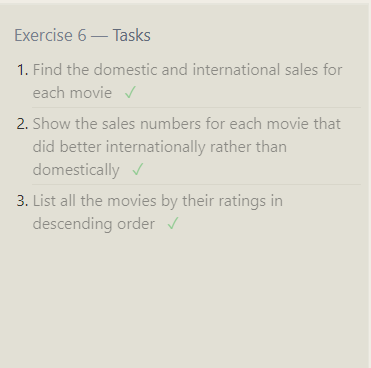 Exercise 6 — Tasks
1. Find the domestic and international sales for
each movie ✓
2. Show the sales numbers for each movie that
did better internationally rather than
domestically ✓
3. List all the movies by their ratings in
descending order ✓